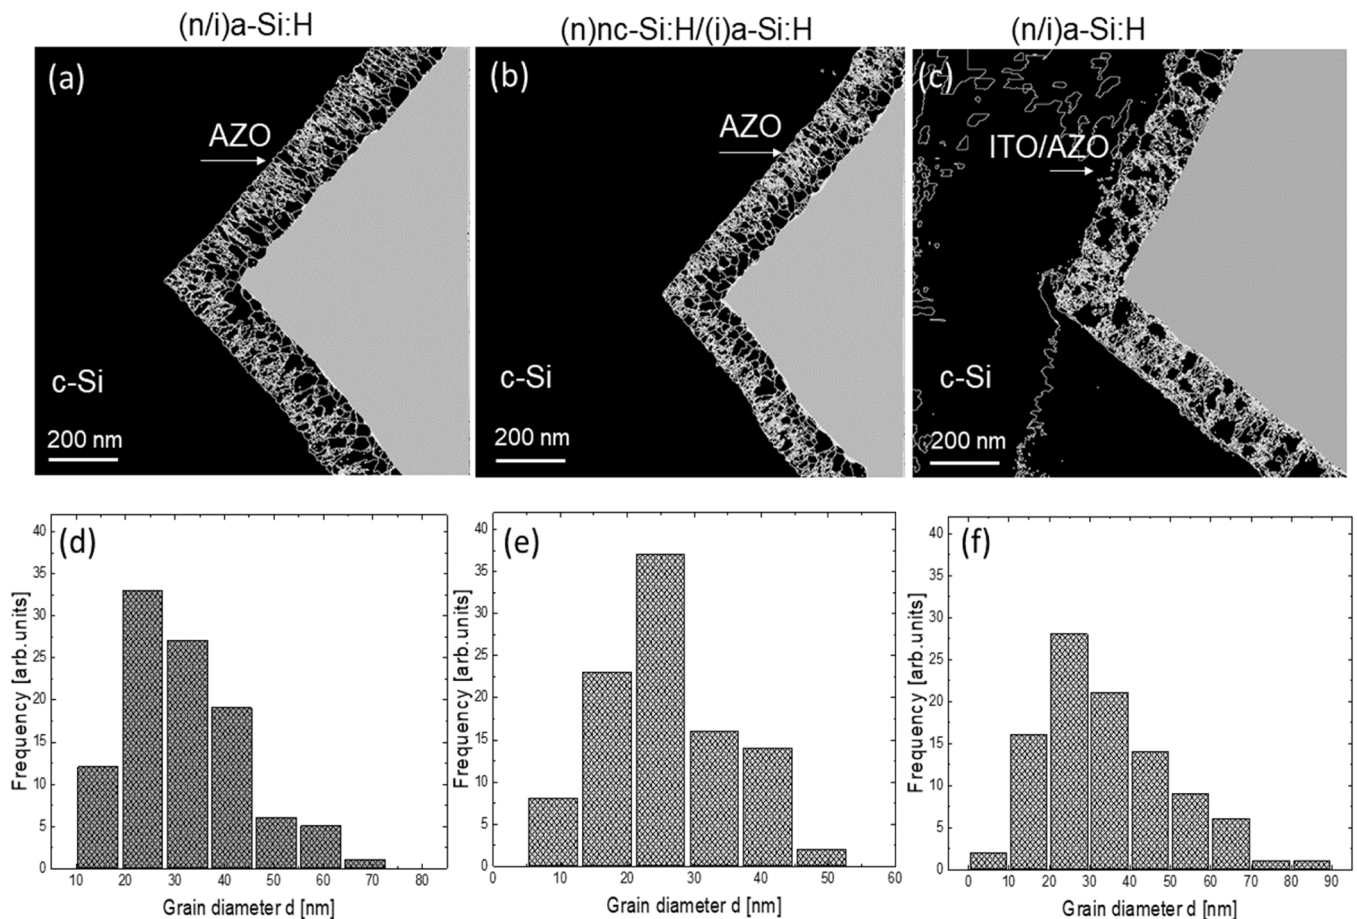 (n/i)a-Si:H
(n)nc-Si:H/(i)a-Si:H
(n/i)a-Si:H
(a)
AZO
c-Si
200 nm
(b)
AZO
c-Si
200 nm
(c)
ITO/AZO
c-Si
200 nm
(d)
Frequency [arb.units]
40
35
30
25
20
15
10
5
0
10 20 30 40 50 60 70 80
Grain diameter d [nm]
(e)
Frequency [arb.units]
40
35
30
25
20
15
10
5
0
0 10 20 30 40 50 60
Grain diameter d [nm]
(f)
Frequency [arb.units]
40
35
30
25
20
15
10
5
0
0 10 20 30 40 50 60 70 80 90
Grain diameter d [nm]